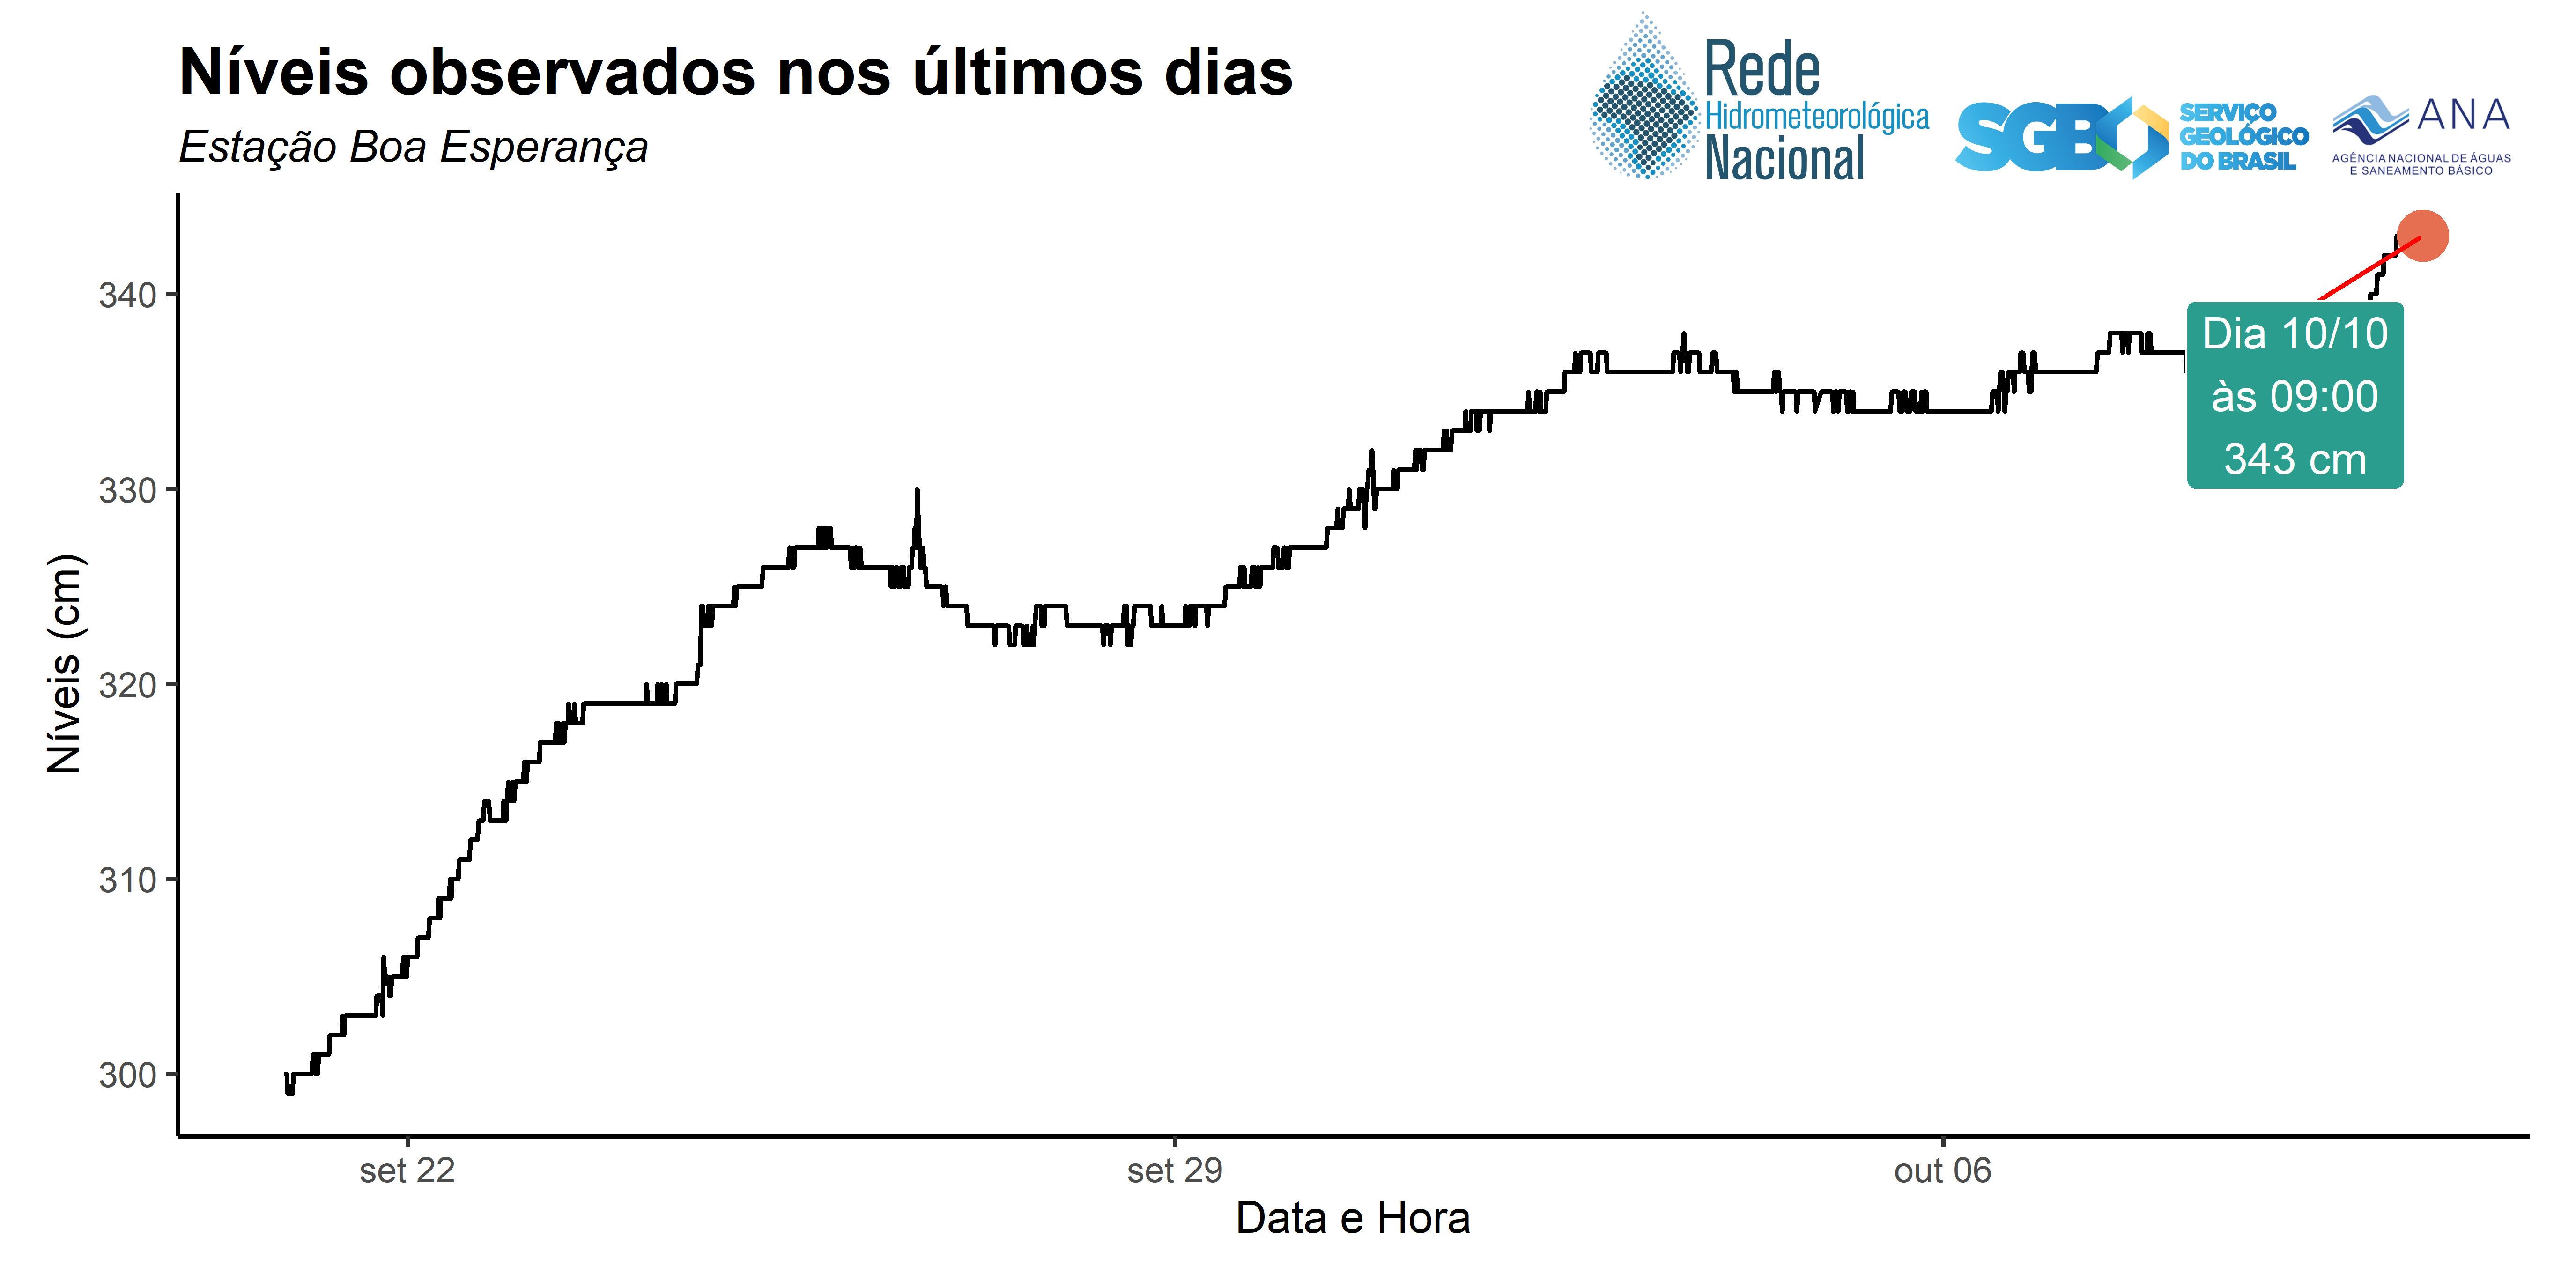 Níveis observados nos últimos dias
Estação Boa Esperança
Rede
Hidrometeorológica
Nacional
SGB
SERVIÇO
GEOLÓGICO
DO BRASIL
ANA
AGÊNCIA NACIONAL DE ÁGUAS
E SANEAMENTO BÁSICO
340
330
320
310
300
Níveis (cm)
Dia 10/10
às 09:00
343 cm
set 22
set 29
out 06
Data e Hora